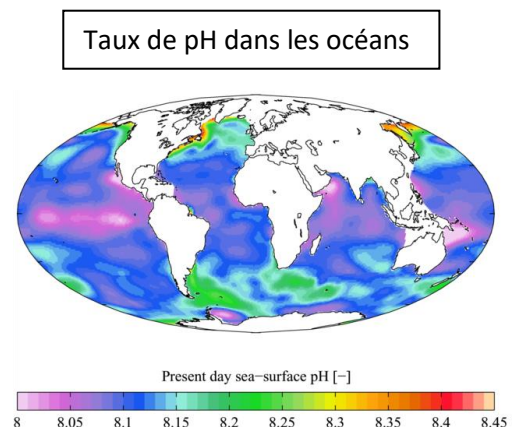 Taux de pH dans les océans
Present day sea−surface pH [−]
8 8.05 8.1 8.15 8.2 8.25 8.3 8.35 8.4 8.45